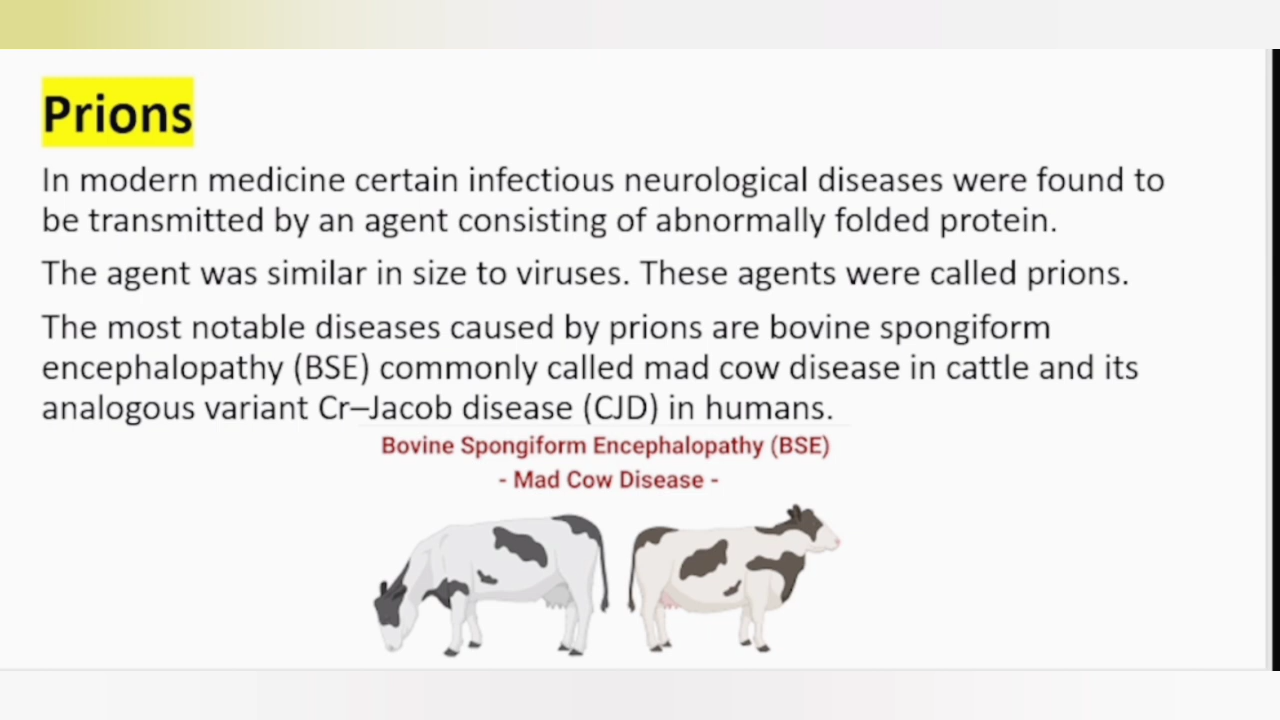 Prions
In modern medicine certain infectious neurological diseases were found to
be transmitted by an agent consisting of abnormally folded protein.
The agent was similar in size to viruses. These agents were called prions.
The most notable diseases caused by prions are bovine spongiform
encephalopathy (BSE) commonly called mad cow disease in cattle and its
analogous variant Cr–Jacob disease (CJD) in humans.
Bovine Spongiform Encephalopathy (BSE)
- Mad Cow Disease -